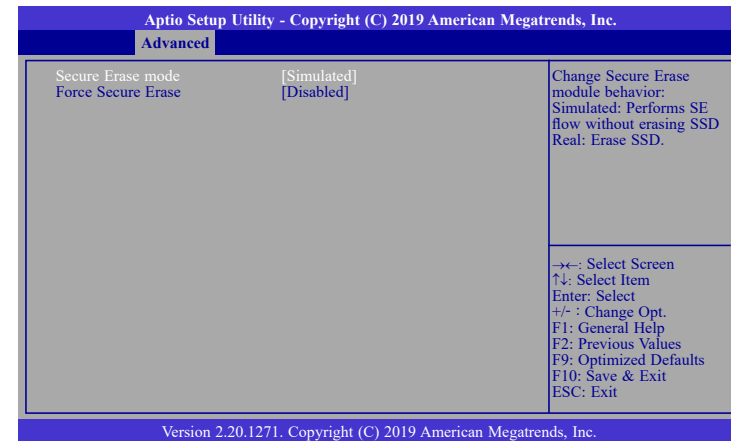 Aptio Setup Utility - Copyright (C) 2019 American Megatrends, Inc.
Advanced
Secure Erase mode [Simulated]
Force Secure Erase [Disabled]
Change Secure Erase
module behavior:
Simulated: Performs SE
flow without erasing SSD
Real: Erase SSD.
→←: Select Screen
↑↓: Select Item
Enter: Select
+/- : Change Opt.
F1: General Help
F2: Previous Values
F9: Optimized Defaults
F10: Save & Exit
ESC: Exit
Version 2.20.1271. Copyright (C) 2019 American Megatrends, Inc.